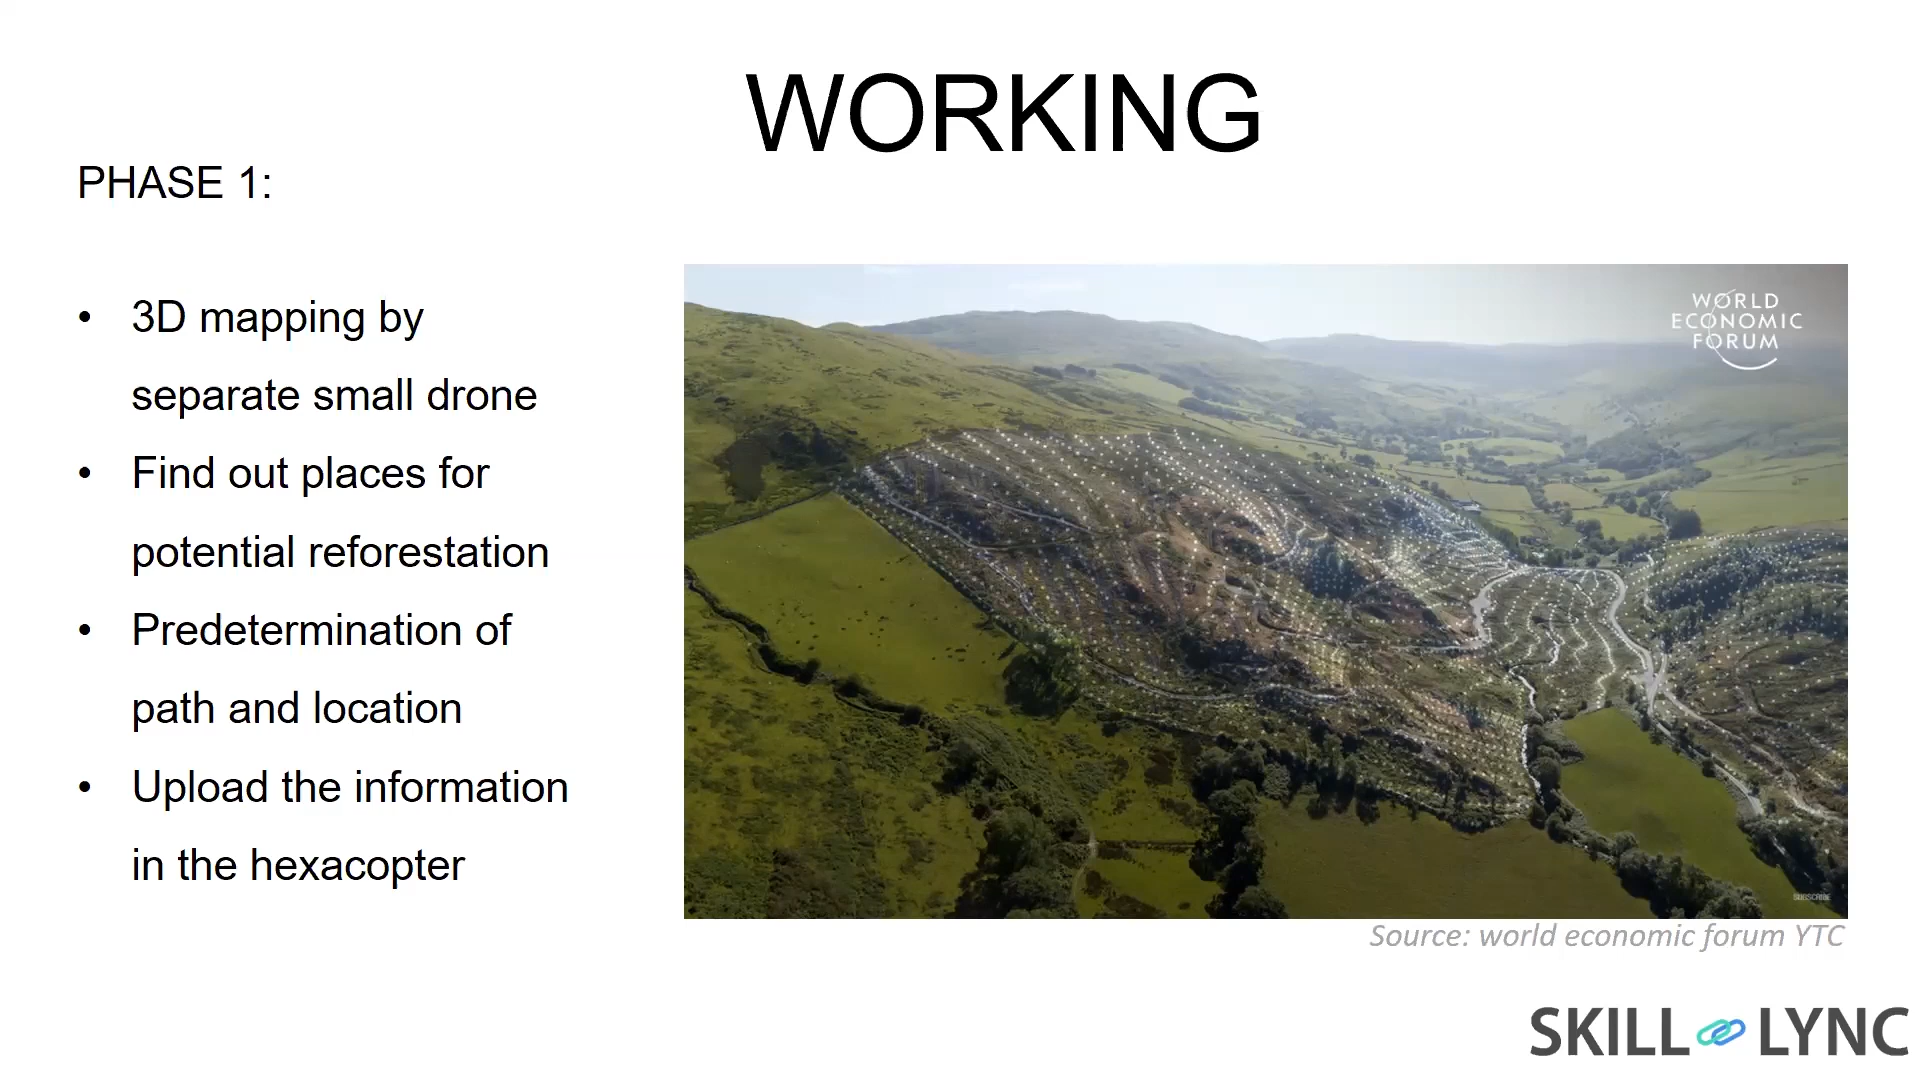 WORKING
PHASE 1:
• 3D mapping by
separate small drone
• Find out places for
potential reforestation
• Predetermination of
path and location
• Upload the information
in the hexacopter
WORLD
ECONOMIC
FORUM
SUBSCRIBE
Source: world economic forum YTC
SKILL LYNC